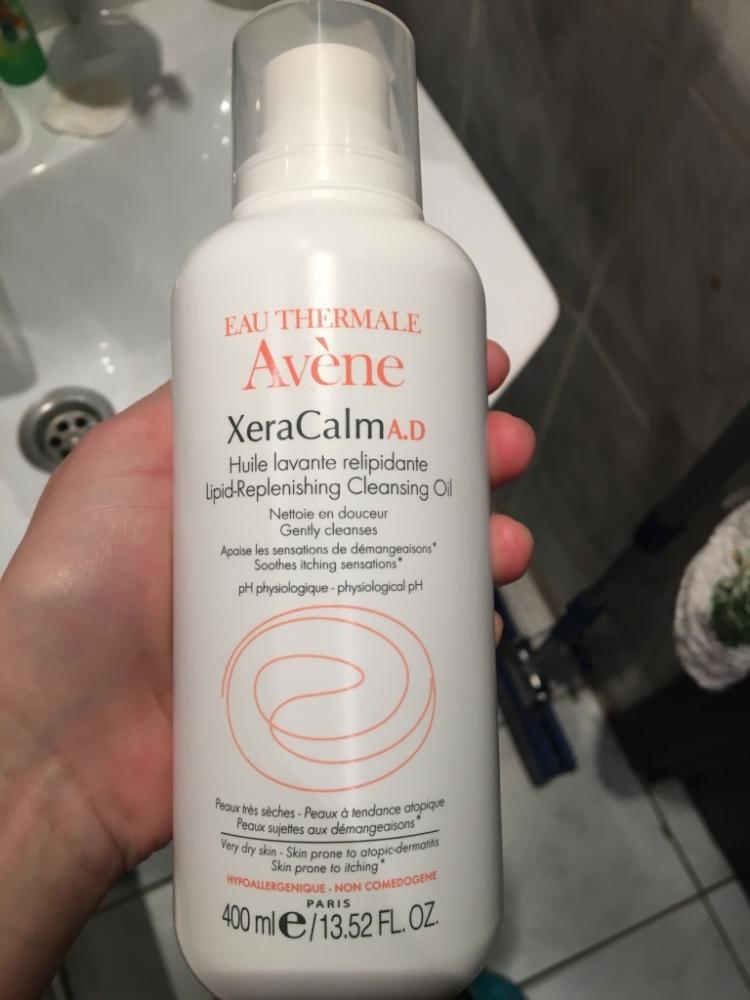 EAU THERMALE
Avène
XeraCalm A.D
Huile lavante relipidante
Lipid-Replenishing Cleansing Oil
Nettoie en douceur
Gently cleanses
Apaise les sensations de démangeaisons*
Soothes itching sensations*
pH physiologique - physiological pH
Peaux très sèches - Peaux à tendance atopique
Peaux sujettes aux démangeaisons*
Very dry skin - Skin prone to atopic-dermatitis
Skin prone to itching*
HYPOALLERGENIQUE - NON COMEDOGENE
PARIS
400 ml e/13.52 FL. OZ.